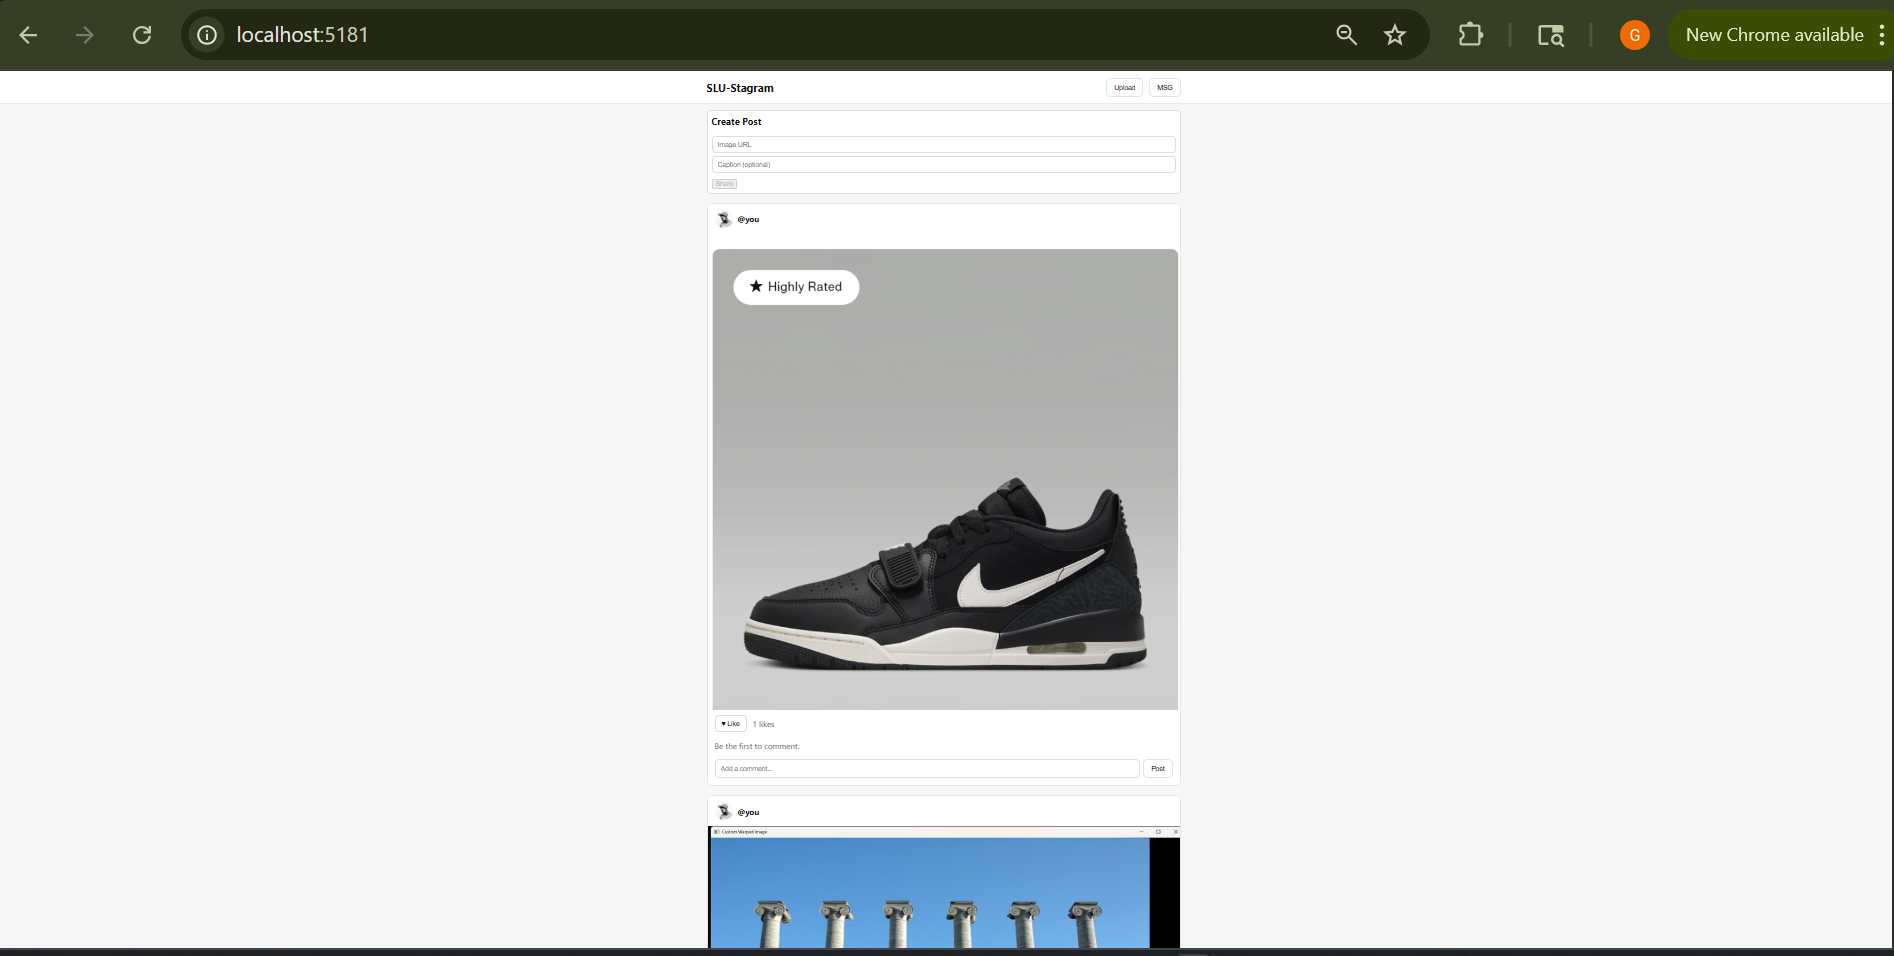 localhost:5181
G
New Chrome available
SLU-Stagram
Upload
MSG
Create Post
Image URL
Caption (optional)
Share
@you
★ Highly Rated
♥ Like
1 likes
Be the first to comment.
Add a comment...
Post
@you
Custom Warped Image